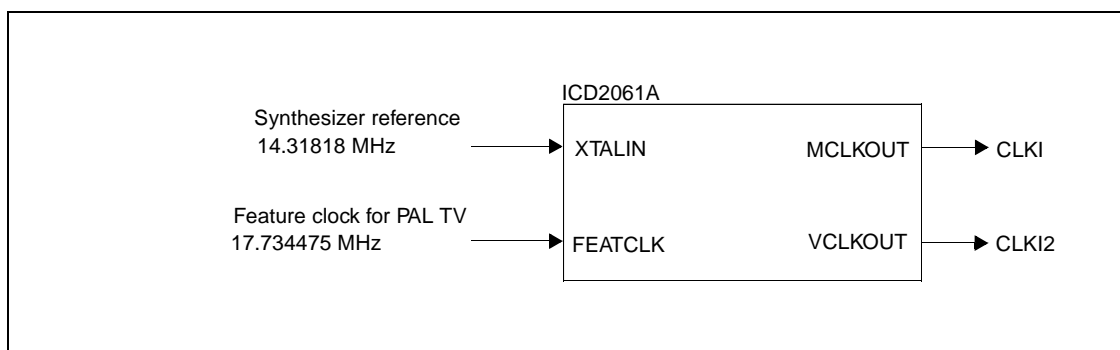 ICD2061A
Synthesizer reference
14.31818 MHz
XTALIN
MCLKOUT
CLKI
Feature clock for PAL TV
17.734475 MHz
FEATCLK
VCLKOUT
CLKI2